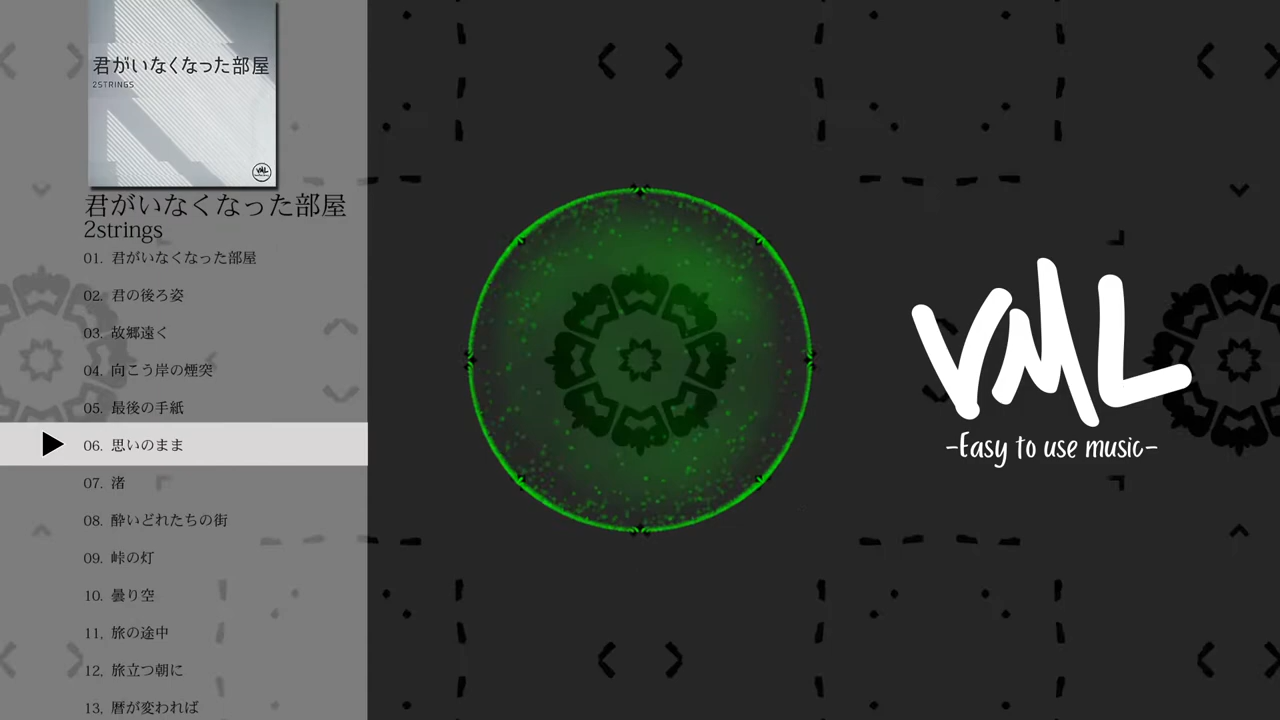 君がいなくなった部屋
2STRINGS
VML
君がいなくなった部屋
2strings
01. 君がいなくなった部屋
02. 君の後ろ姿
03. 故郷遠く
04. 向こう岸の煙突
05. 最後の手紙
06. 思いのまま
07. 渚
08. 酔いどれたちの街
09. 峠の灯
10. 曇り空
11. 旅の途中
12. 旅立つ朝に
13. 暦が変われば
VML
-Easy to use music-